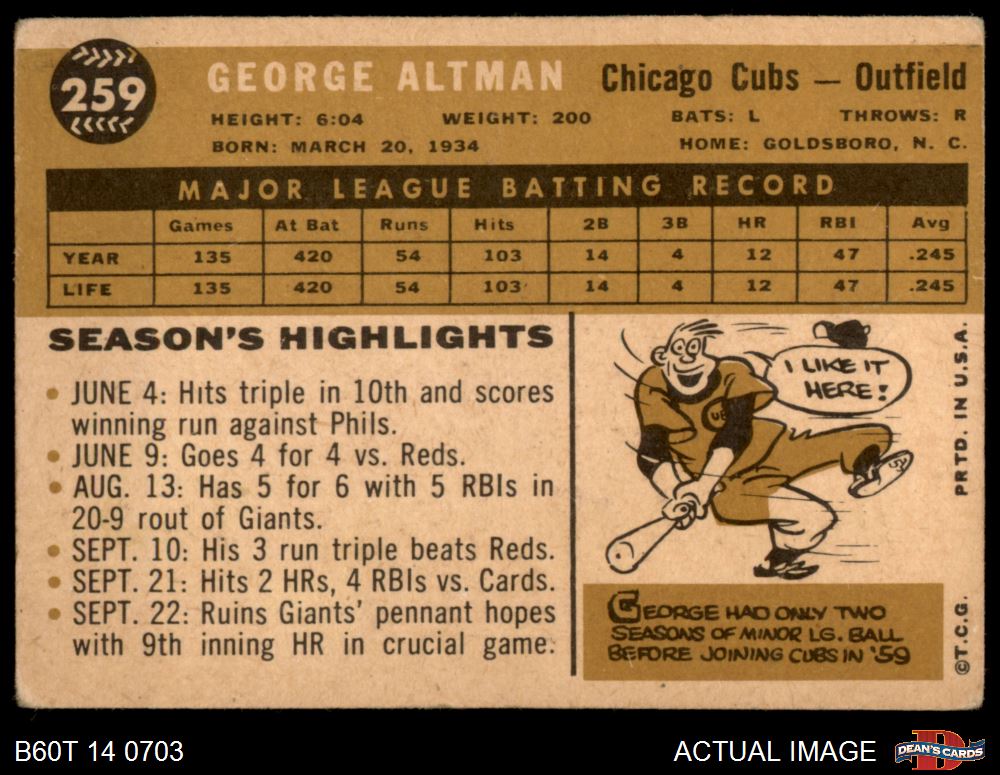 259
GEORGE ALTMAN
Chicago Cubs — Outfield
HEIGHT: 6:04 WEIGHT: 200 BATS: L THROWS: R
BORN: MARCH 20, 1934 HOME: GOLDSBORO, N. C.
MAJOR LEAGUE BATTING RECORD
Games At Bat Runs Hits 2B 3B HR RBI Avg
YEAR 135 420 54 103 14 4 12 47 .245
LIFE 135 420 54 103 14 4 12 47 .245
SEASON'S HIGHLIGHTS
• JUNE 4: Hits triple in 10th and scores
winning run against Phils.
• JUNE 9: Goes 4 for 4 vs. Reds.
• AUG. 13: Has 5 for 6 with 5 RBIs in
20-9 rout of Giants.
• SEPT. 10: His 3 run triple beats Reds.
• SEPT. 21: Hits 2 HRs, 4 RBIs vs. Cards.
• SEPT. 22: Ruins Giants' pennant hopes
with 9th inning HR in crucial game.
I LIKE IT
HERE!
UB
GEORGE HAD ONLY TWO
SEASONS OF MINOR LG. BALL
BEFORE JOINING CUBS IN '59
©T.C.G. PRTD. IN U.S.A.
B60T 14 0703
ACTUAL IMAGE
D
DEAN'S CARDS